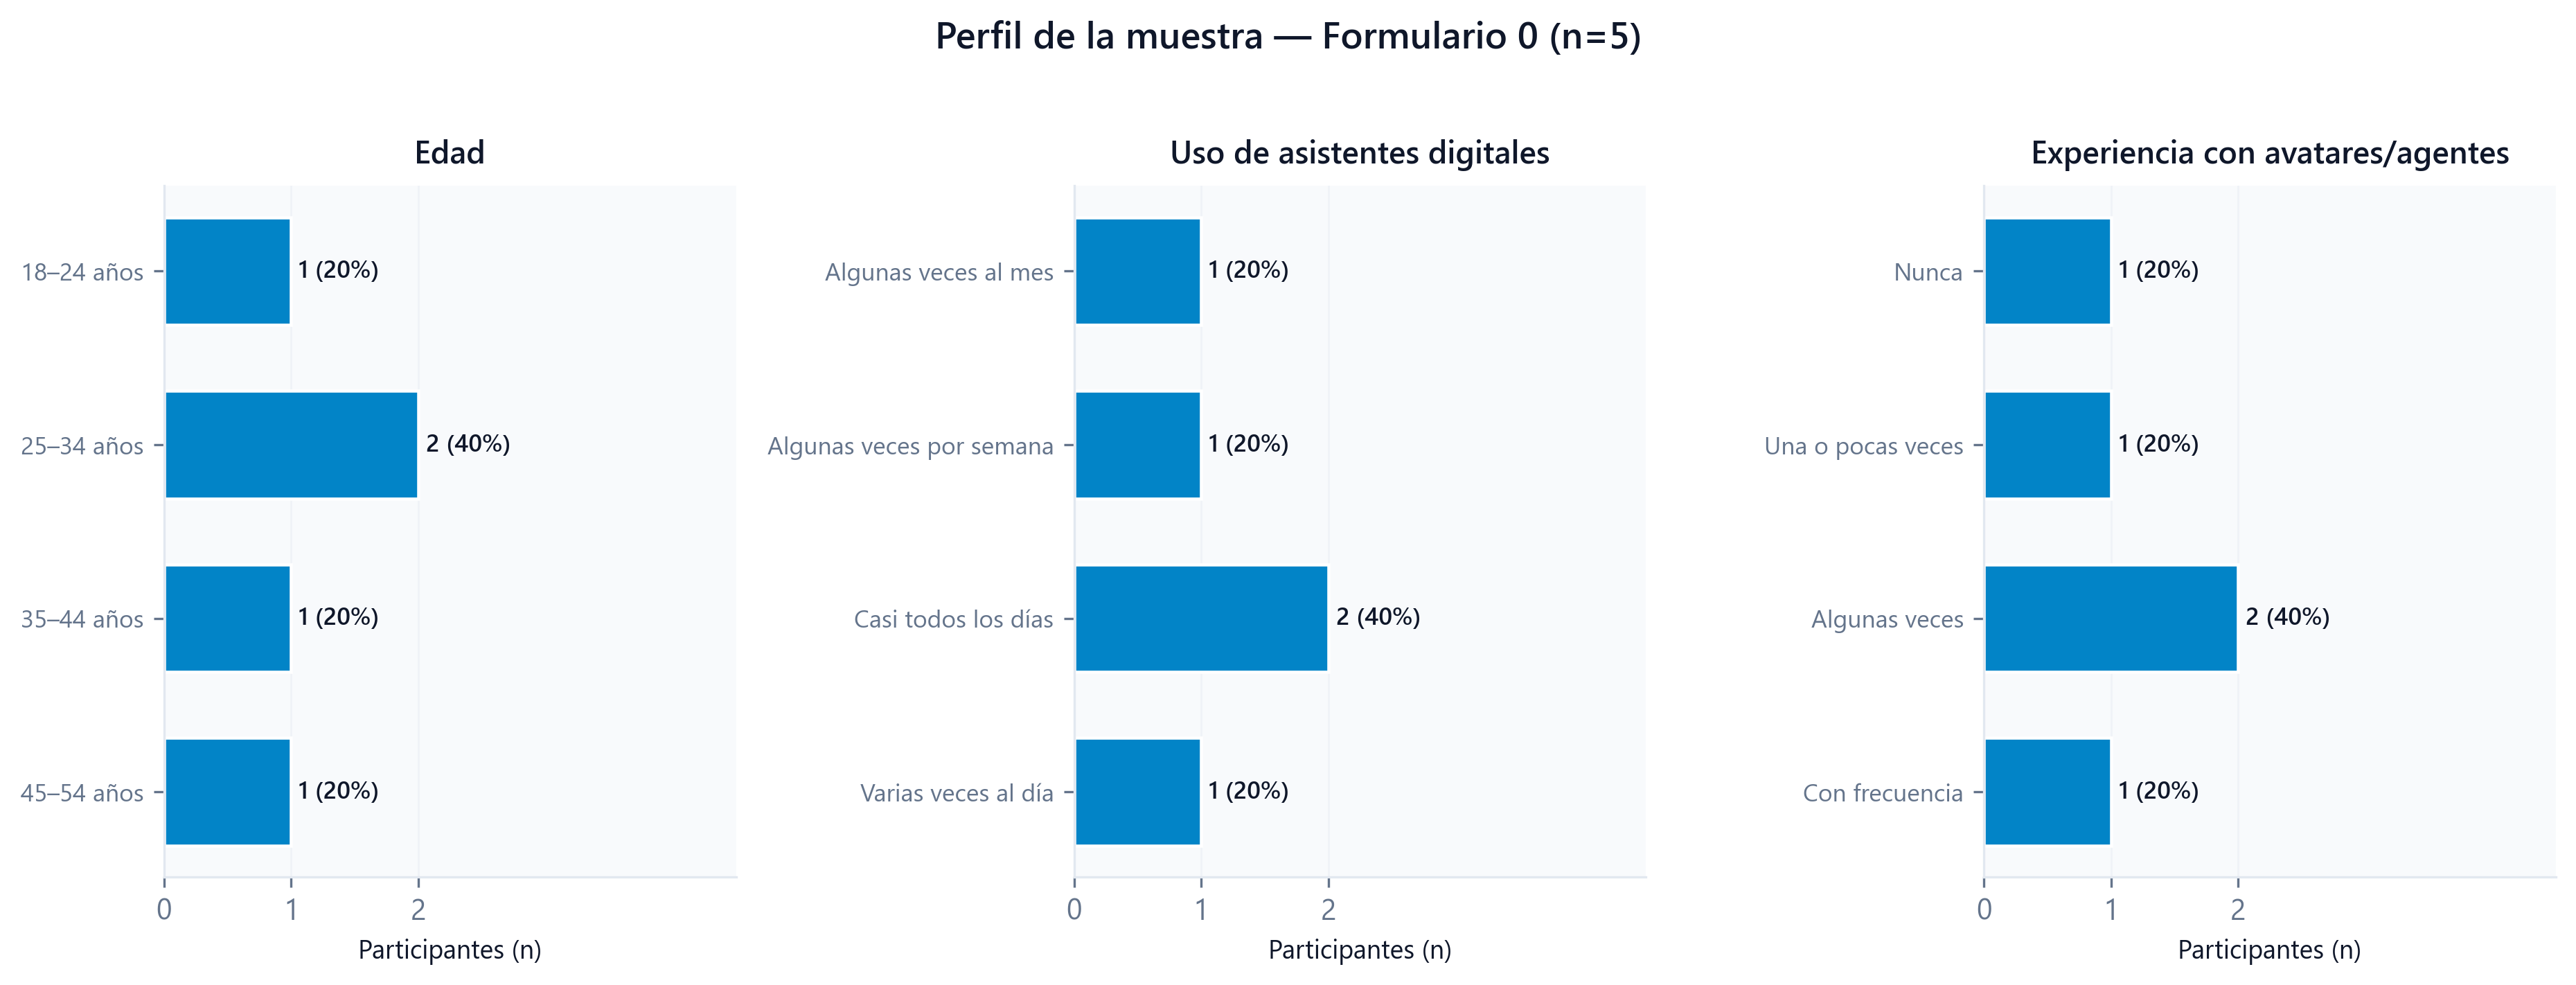 Perfil de la muestra — Formulario 0 (n=5)
Edad
18–24 años
1 (20%)
25–34 años
2 (40%)
35–44 años
1 (20%)
45–54 años
1 (20%)
0 1 2
Participantes (n)
Uso de asistentes digitales
Algunas veces al mes
1 (20%)
Algunas veces por semana
1 (20%)
Casi todos los días
2 (40%)
Varias veces al día
1 (20%)
0 1 2
Participantes (n)
Experiencia con avatares/agentes
Nunca
1 (20%)
Una o pocas veces
1 (20%)
Algunas veces
2 (40%)
Con frecuencia
1 (20%)
0 1 2
Participantes (n)